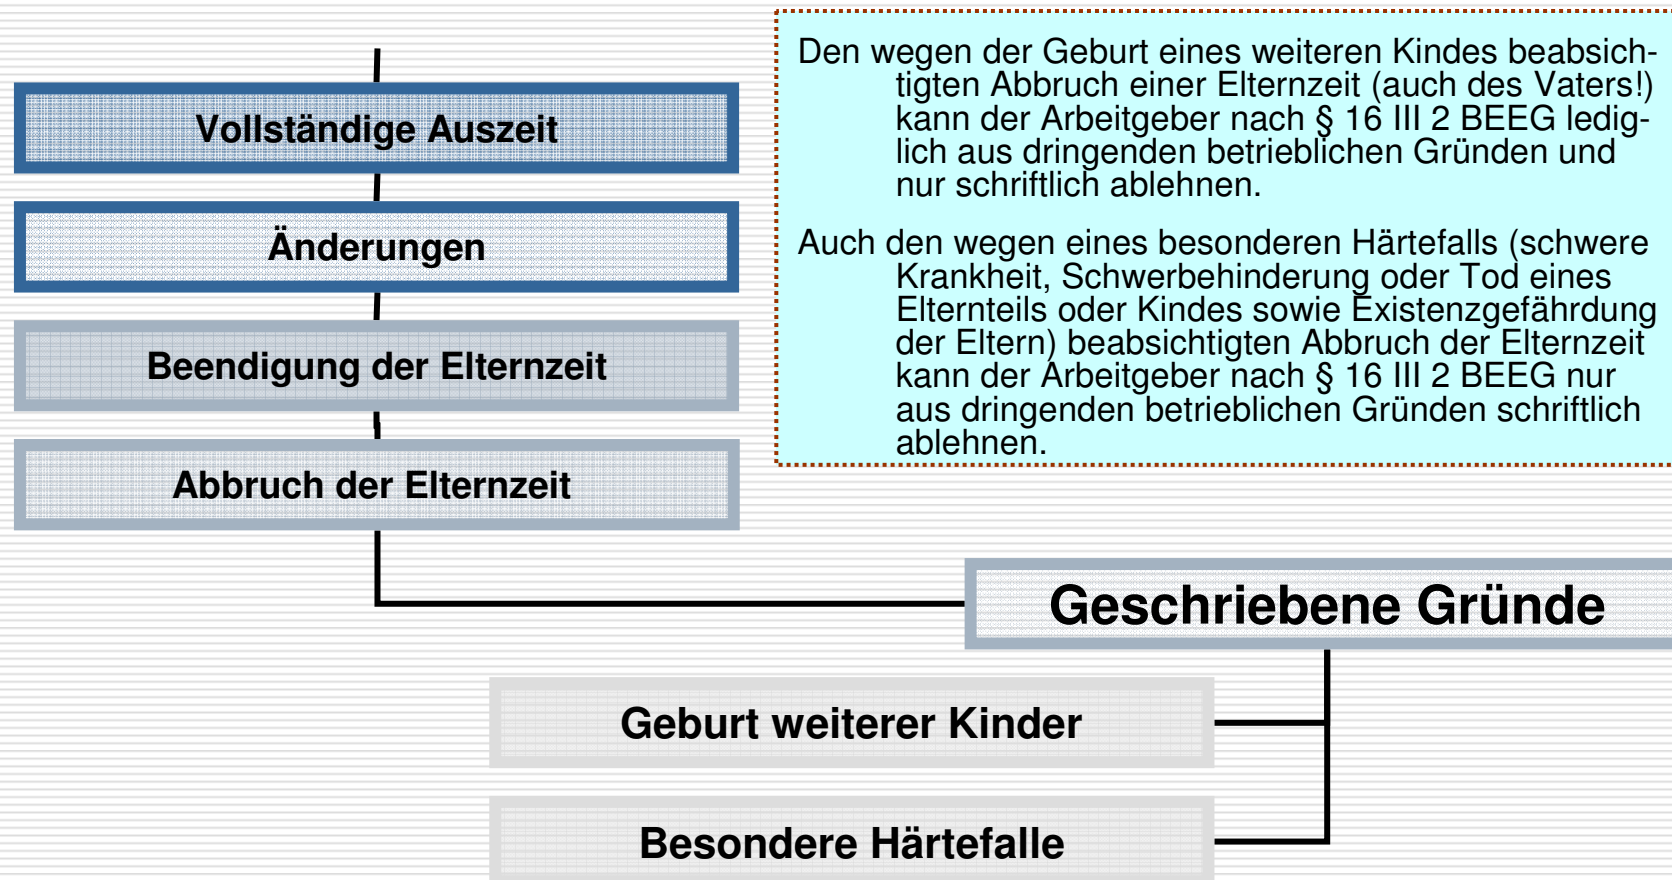 Vollständige Auszeit
Änderungen
Beendigung der Elternzeit
Abbruch der Elternzeit
Den wegen der Geburt eines weiteren Kindes beabsich-
tigten Abbruch einer Elternzeit (auch des Vaters!)
kann der Arbeitgeber nach § 16 III 2 BEEG ledig-
lich aus dringenden betrieblichen Gründen und
nur schriftlich ablehnen.
Auch den wegen eines besonderen Härtefalls (schwere
Krankheit, Schwerbehinderung oder Tod eines
Elternteils oder Kindes sowie Existenzgefährdung
der Eltern) beabsichtigten Abbruch der Elternzeit
kann der Arbeitgeber nach § 16 III 2 BEEG nur
aus dringenden betrieblichen Gründen schriftlich
ablehnen.
Geschriebene Gründe
Geburt weiterer Kinder
Besondere Härtefalle